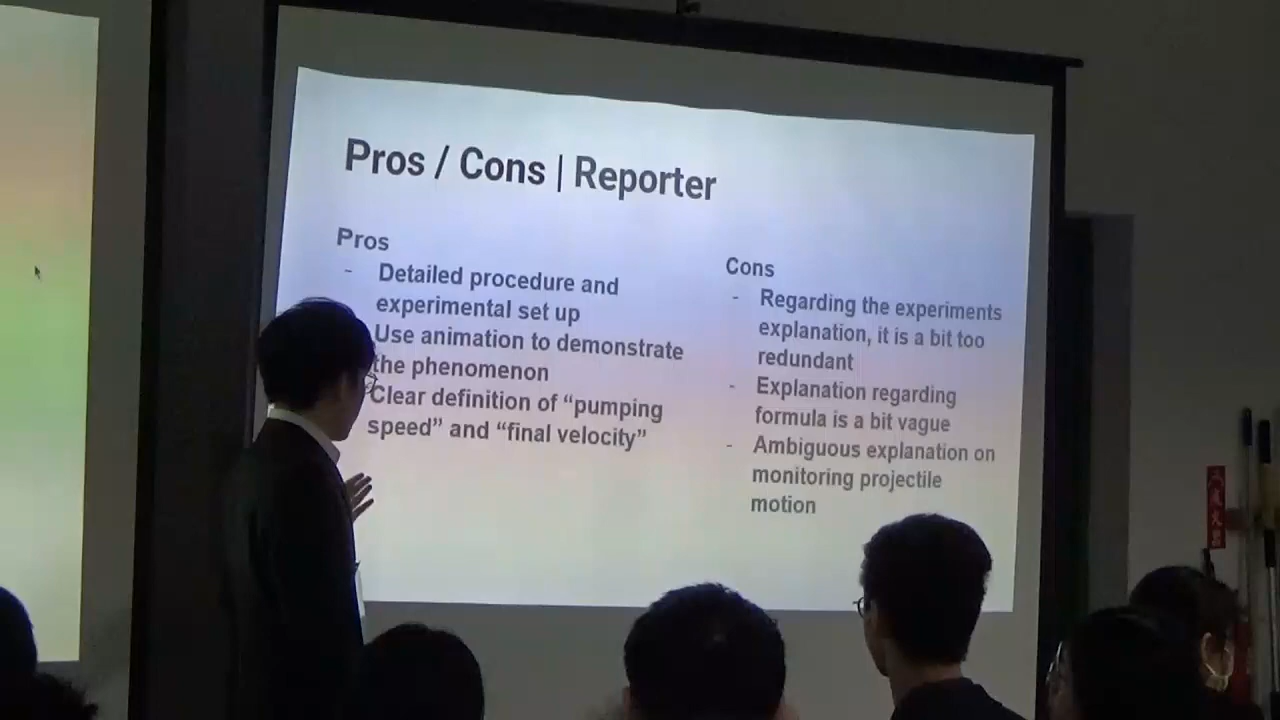 Pros / Cons | Reporter
Pros
- Detailed procedure and
experimental set up
Use animation to demonstrate
the phenomenon
Clear definition of “pumping
speed” and “final velocity”
Cons
- Regarding the experiments
explanation, it is a bit too
redundant
- Explanation regarding
formula is a bit vague
- Ambiguous explanation on
monitoring projectile
motion